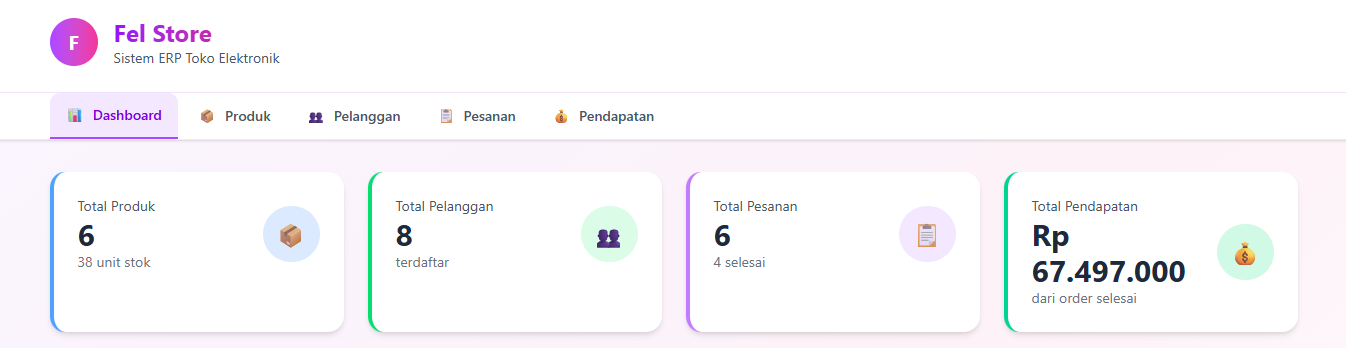 F
Fel Store
Sistem ERP Toko Elektronik
Dashboard
Produk
Pelanggan
Pesanan
Pendapatan
Total Produk
6
38 unit stok
Total Pelanggan
8
terdaftar
Total Pesanan
6
4 selesai
Total Pendapatan
Rp
67.497.000
dari order selesai